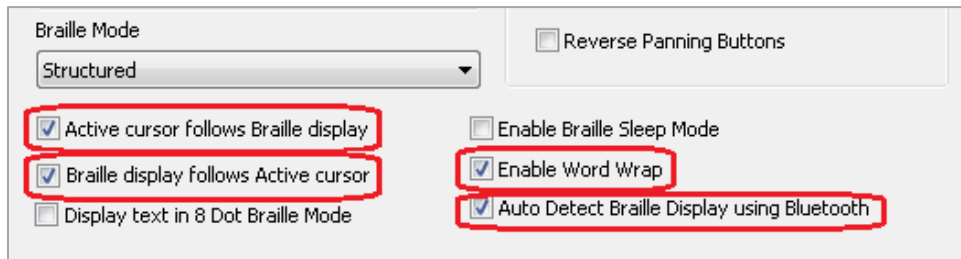 Braille Mode
Structured
Reverse Panning Buttons
Active cursor follows Braille display
Braille display follows Active cursor
Display text in 8 Dot Braille Mode
Enable Braille Sleep Mode
Enable Word Wrap
Auto Detect Braille Display using Bluetooth